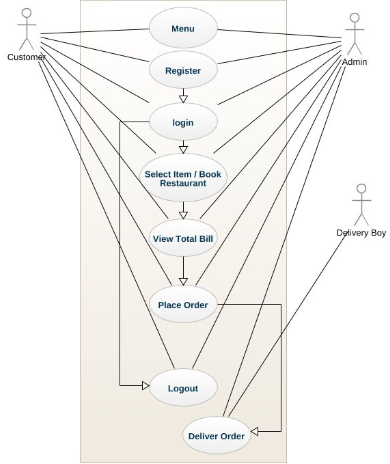 Menu
Customer
Admin
Register
login
Select Item / Book
Restaurant
Delivery Boy
View Total Bill
Place Order
Logout
Deliver Order